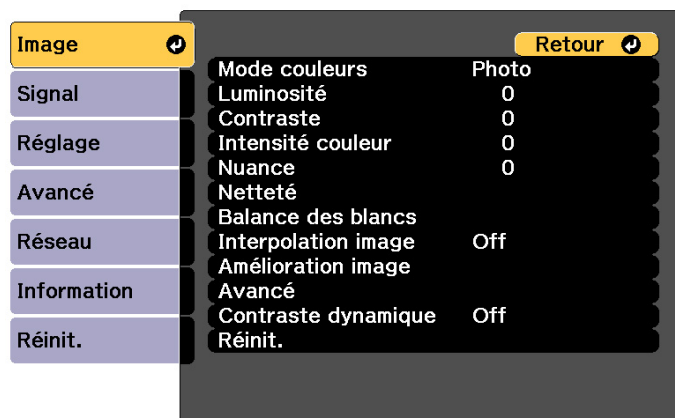 Image
Signal
Réglage
Avancé
Réseau
Information
Réinit.
Retour
Mode couleurs Photo
Luminosité 0
Contraste 0
Intensité couleur 0
Nuance 0
Netteté
Balance des blancs
Interpolation image Off
Amélioration image
Avancé
Contraste dynamique Off
Réinit.